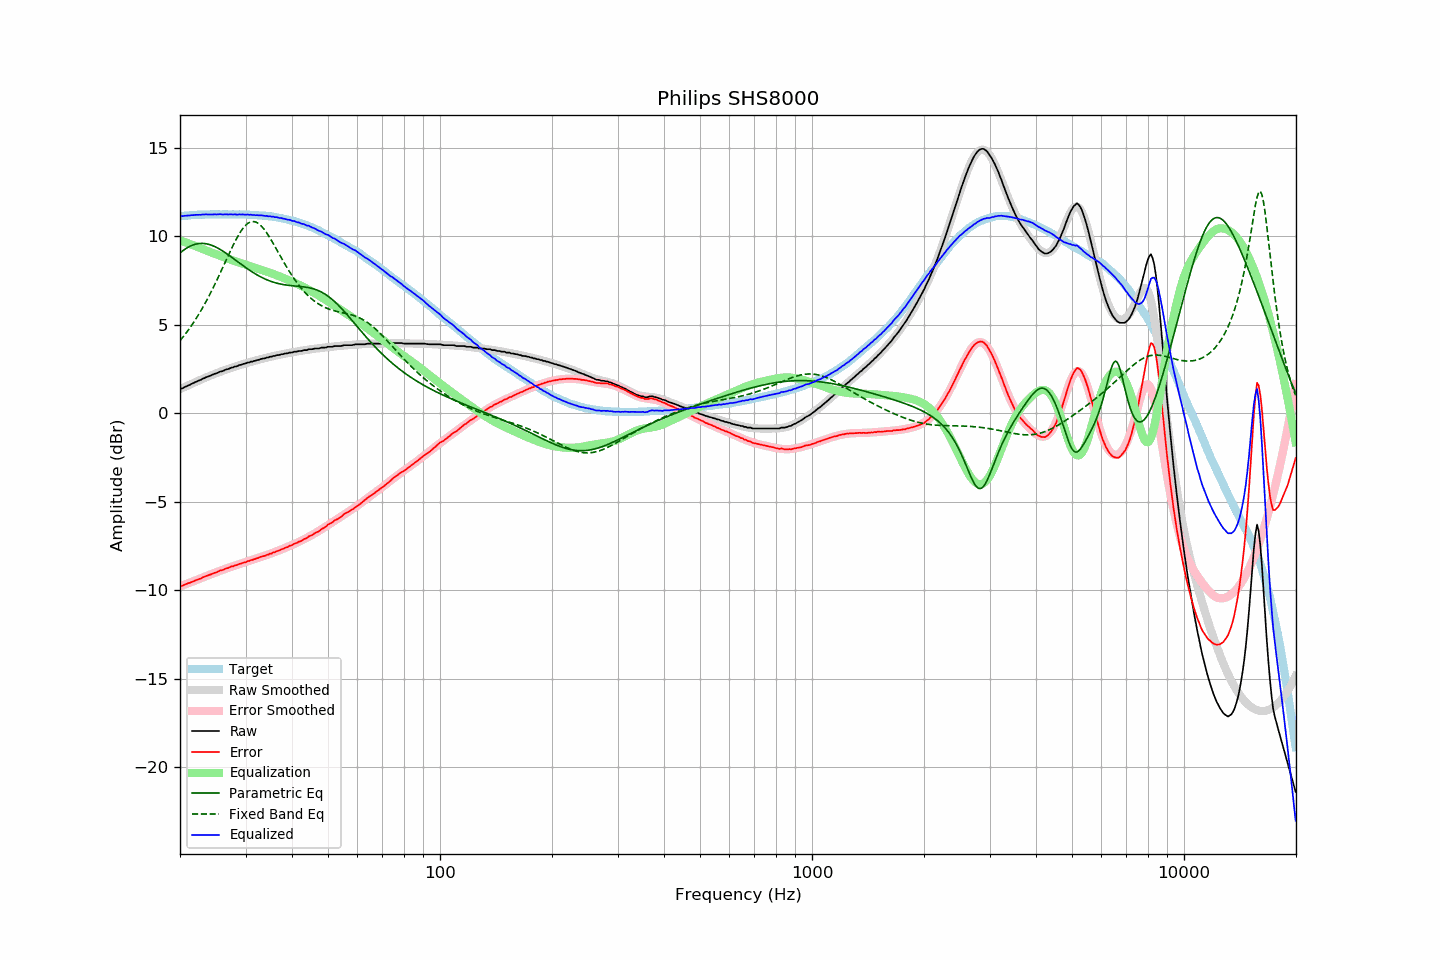 Philips SHS8000
Amplitude (dBr)
15
10
5
0
−5
−10
−15
−20
Target
Raw Smoothed
Error Smoothed
Raw
Error
Equalization
Parametric Eq
Fixed Band Eq
Equalized
100
1000
10000
Frequency (Hz)